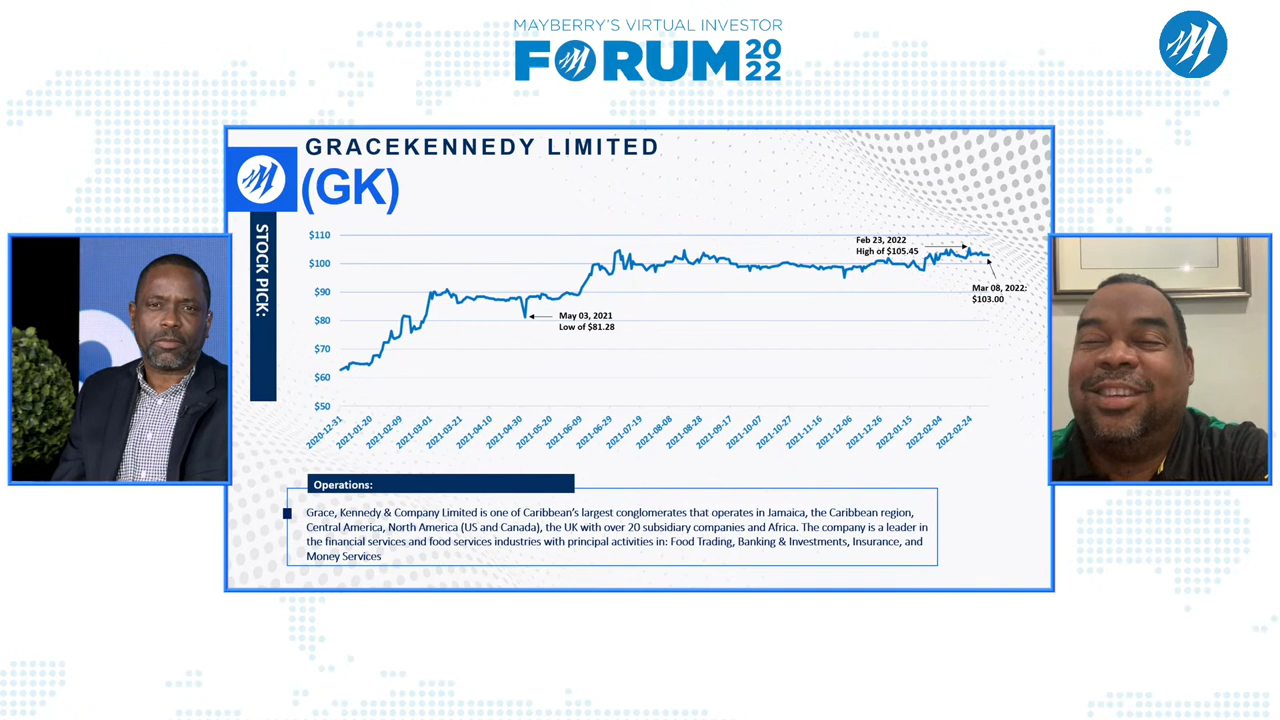 MAYBERRY'S VIRTUAL INVESTOR
FORUM 20
22
GRACEKENNEDY LIMITED
(GK)
STOCK PICK:
$110
$100
$90
$80
$70
$60
$50
Feb 23, 2022
High of $105.45
Mar 08, 2022:
$103.00
May 03, 2021
Low of $81.28
2020-12-31
2021-01-20
2021-02-09
2021-03-01
2021-03-21
2021-04-10
2021-04-30
2021-05-20
2021-06-09
2021-06-29
2021-07-19
2021-08-08
2021-08-28
2021-09-17
2021-10-07
2021-10-27
2021-11-16
2021-12-06
2021-12-26
2022-01-15
2022-02-04
2022-02-24
Operations:
Grace, Kennedy & Company Limited is one of Caribbean's largest conglomerates that operates in Jamaica, the Caribbean region,
Central America, North America (US and Canada), the UK with over 20 subsidiary companies and Africa. The company is a leader in
the financial services and food services industries with principal activities in: Food Trading, Banking & Investments, Insurance, and
Money Services